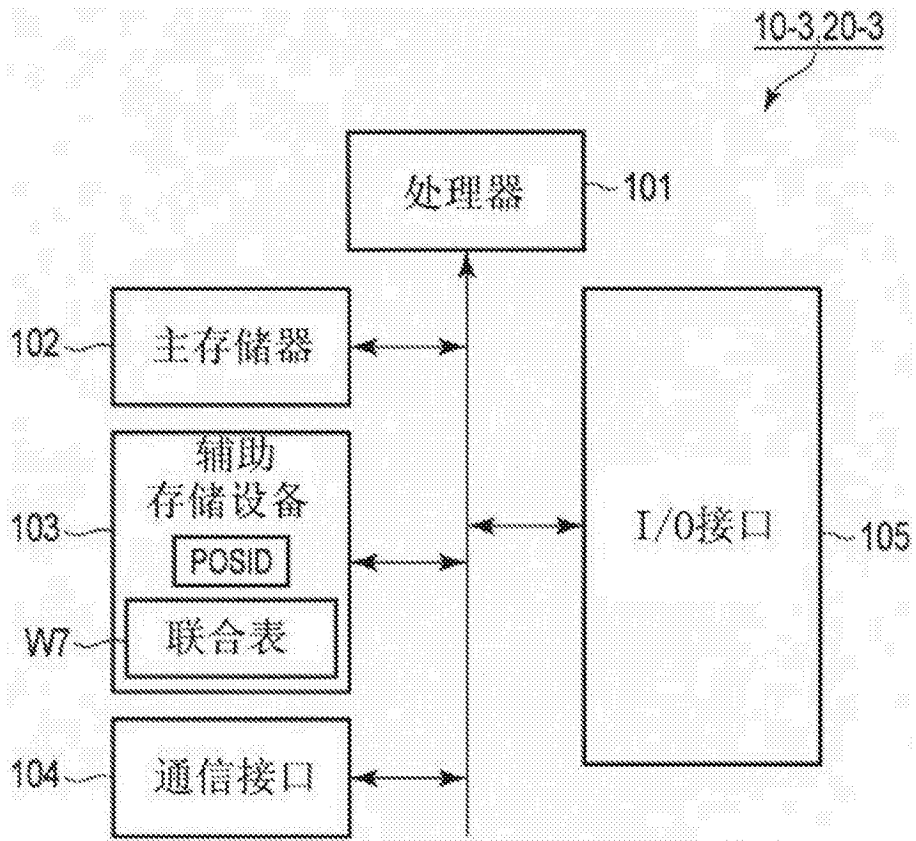 10-3,20-3
处理器
101
102
主存储器
103
辅助
存储设备
POSID
W7
联合表
I/O接口
105
104
通信接口